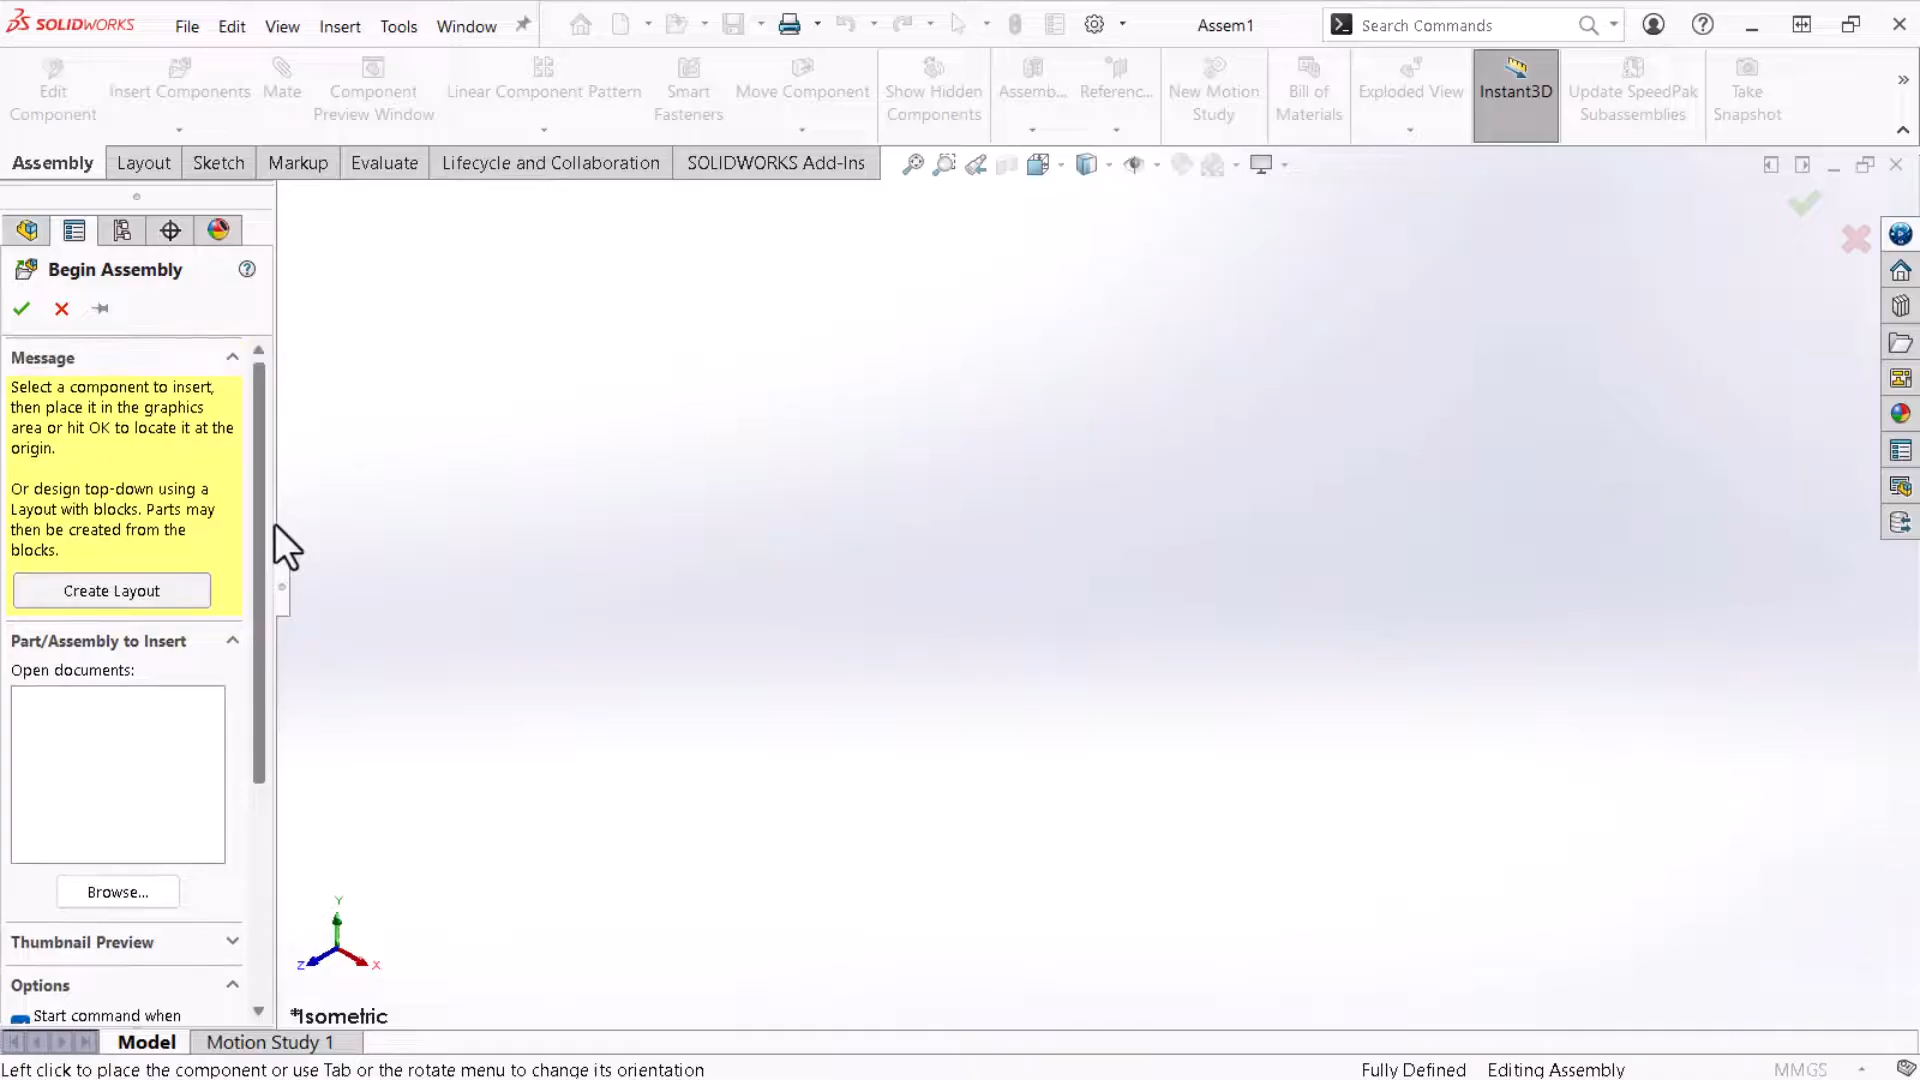 SOLIDWORKS File Edit View Insert Tools Window Assem1 Search Commands
Edit Component
Insert Components
Mate
Component Preview Window
Linear Component Pattern
Smart Fasteners
Move Component
Show Hidden Components
Assemb...
Referenc...
New Motion Study
Bill of Materials
Exploded View
Instant3D
Update SpeedPak Subassemblies
Take Snapshot
Assembly Layout Sketch Markup Evaluate Lifecycle and Collaboration SOLIDWORKS Add-Ins
Begin Assembly
Message
Select a component to insert,
then place it in the graphics
area or hit OK to locate it at the
origin.
Or design top-down using a
Layout with blocks. Parts may
then be created from the
blocks.
Create Layout
Part/Assembly to Insert
Open documents:
Browse...
Thumbnail Preview
Options
Start command when
Y
Z X
*Isometric
Model Motion Study 1
Left click to place the component or use Tab or the rotate menu to change its orientation Fully Defined Editing Assembly MMGS